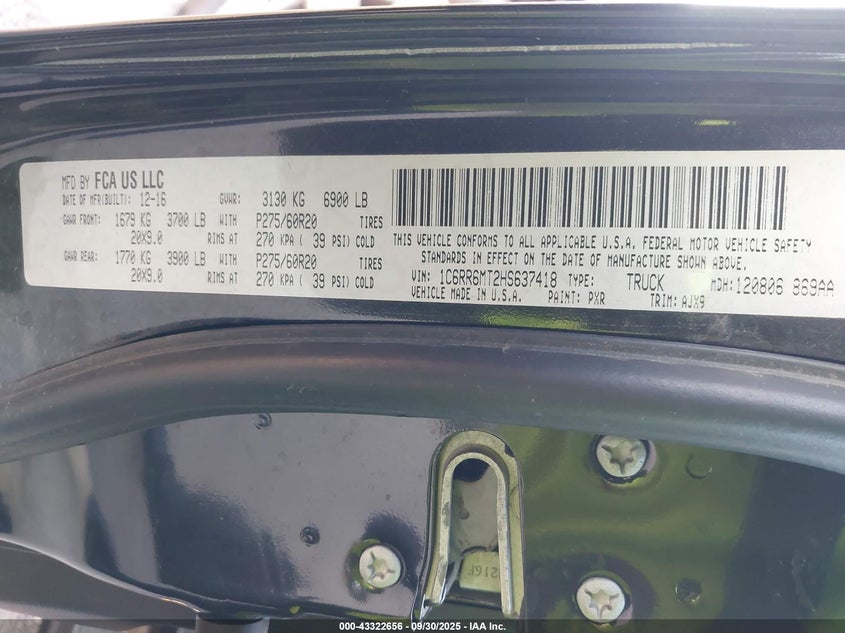 MFD BY FCA US LLC
DATE OF MFR(BUILT): 12-16 GVWR: 3130 KG 6900 LB
GAWR FRONT: 1679 KG 3700 LB WITH P275/60R20 TIRES
20X9.0 RIMS AT 270 KPA ( 39 PSI) COLD
GAWR REAR: 1770 KG 3900 LB WITH P275/60R20 TIRES
20X9.0 RIMS AT 270 KPA ( 39 PSI) COLD
THIS VEHICLE CONFORMS TO ALL APPLICABLE U.S.A. FEDERAL MOTOR VEHICLE SAFETY
STANDARDS IN EFFECT ON THE DATE OF MANUFACTURE SHOWN ABOVE.
VIN: 1C6RR6MT2HS637418 TYPE: TRUCK MDH: 120806 869AA
VEHICLE MADE IN U.S.A. PAINT: PXR TRIM: AJX9
216F
000-43322656 - 09/30/2025 - IAA Inc.